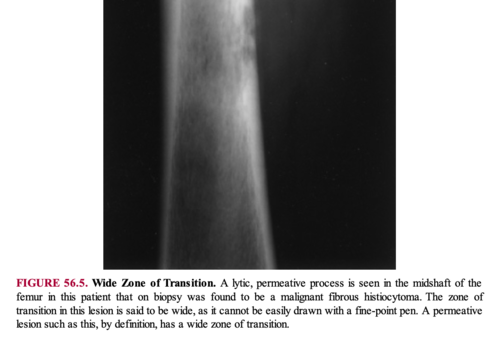 FIGURE 56.5. Wide Zone of Transition. A lytic, permeative process is seen in the midshaft of the
femur in this patient that on biopsy was found to be a malignant fibrous histiocytoma. The zone of
transition in this lesion is said to be wide, as it cannot be easily drawn with a fine-point pen. A permeative
lesion such as this, by definition, has a wide zone of transition.